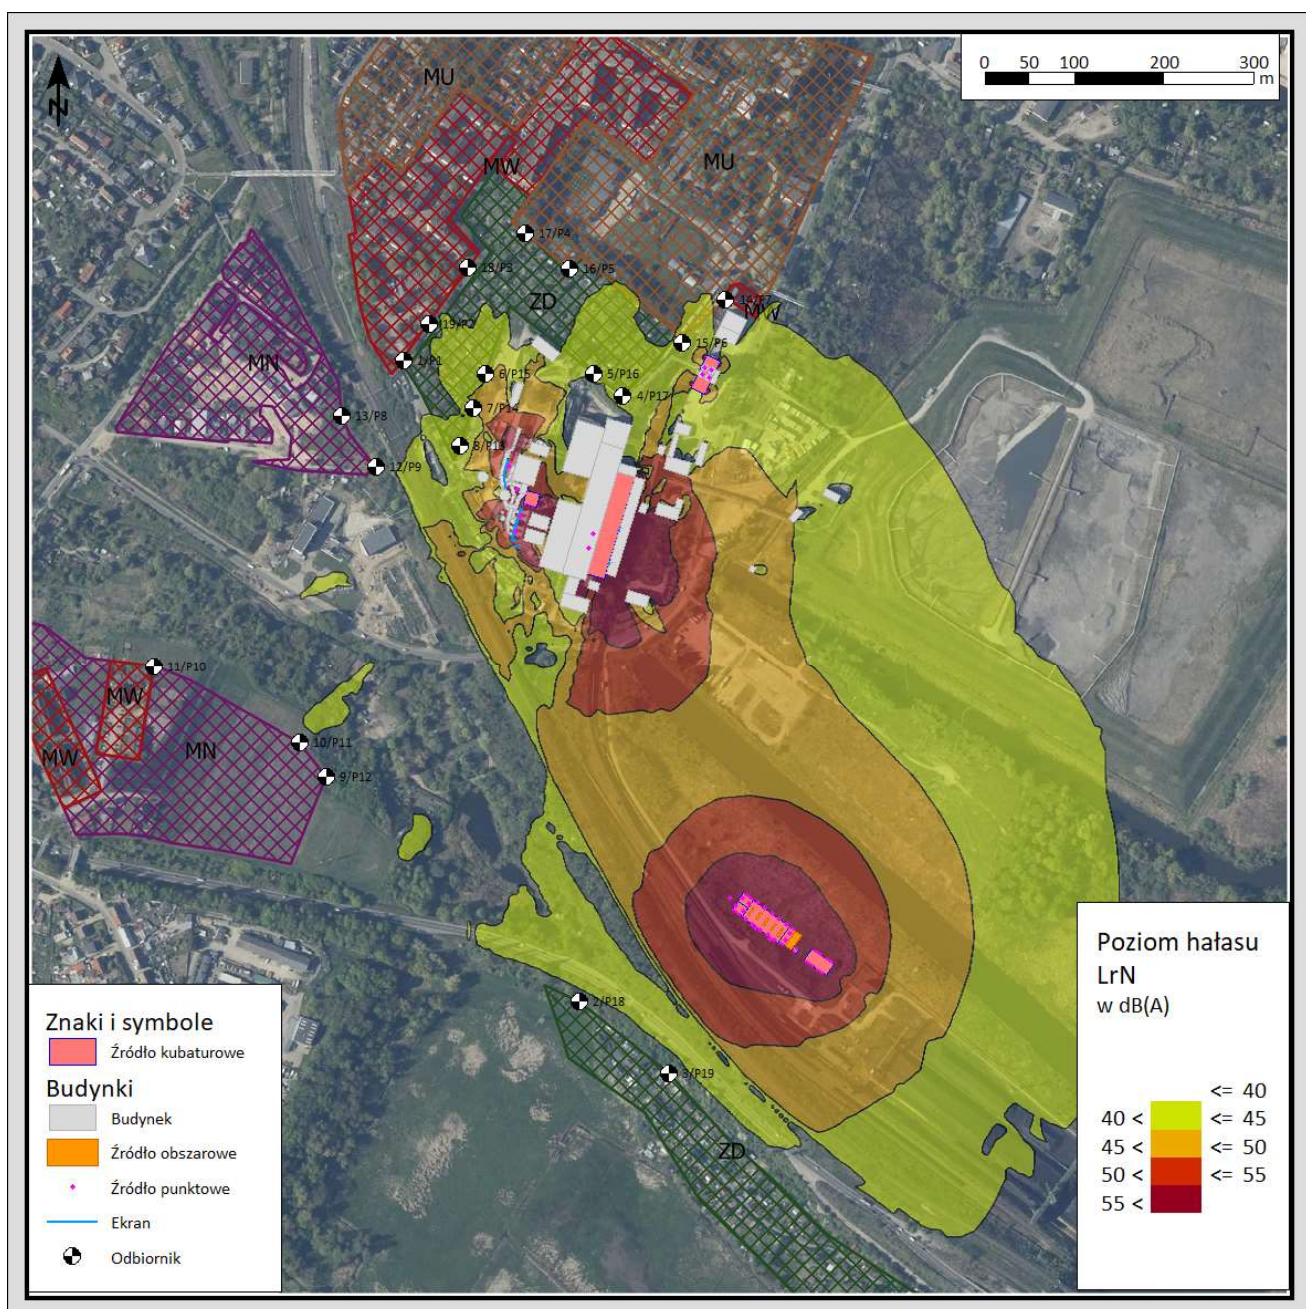 0 50 100 200 300
m
N
MU
MW
MU
17/P4
18/P3
16/P5
ZD
14/P7
MW
19/P2
15/P6
MN
1/P1
6/P15
5/P16
4/P17
13/P8
7/P14
8/P13
12/P9
11/P10
MW
MN
MW
10/P11
9/P12
2/P18
3/P19
ZD
Znaki i symbole
Źródło kubaturowe
Budynki
Budynek
Źródło obszarowe
Źródło punktowe
Ekran
Odbiornik
Poziom hałasu
LrN
w dB(A)
<= 40
40 < <= 45
45 < <= 50
50 < <= 55
55 <